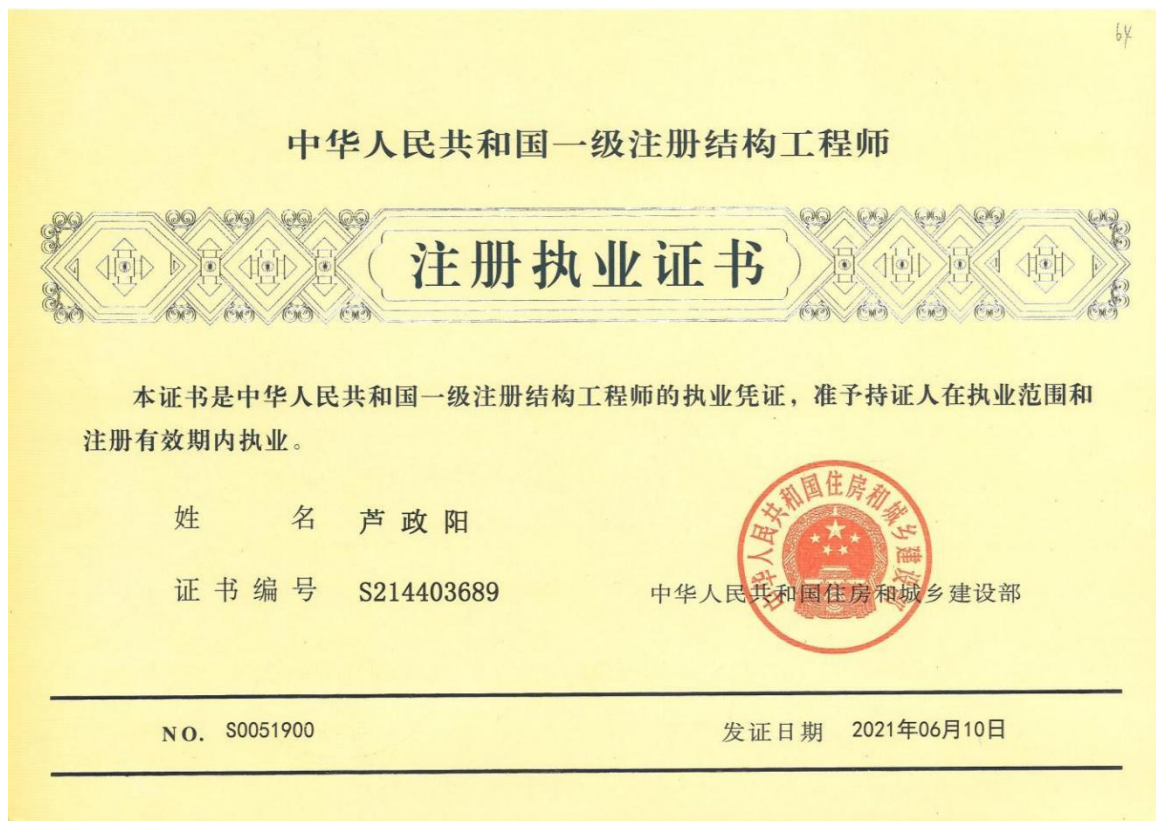 64
中华人民共和国一级注册结构工程师
注册执业证书
本证书是中华人民共和国一级注册结构工程师的执业凭证，准予持证人在执业范围和
注册有效期内执业。
姓 名 芦政阳
证书编号 S214403689
中华人民共和国住房和城乡建设部
中华人民共和国住房和城乡建设部
NO. S0051900 发证日期 2021年06月10日